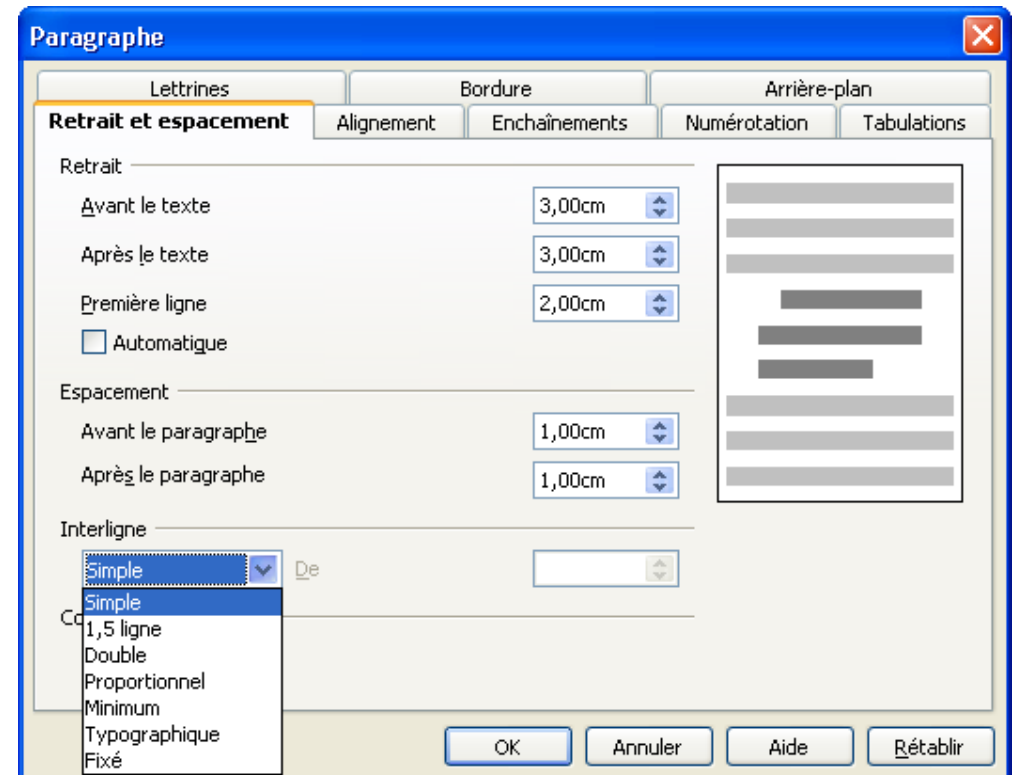 Paragraphe
Lettrines Bordure Arrière-plan
Retrait et espacement Alignement Enchaînements Numérotation Tabulations
Retrait
Avant le texte 3,00cm
Après le texte 3,00cm
Première ligne 2,00cm
Automatique
Espacement
Avant le paragraphe 1,00cm
Après le paragraphe 1,00cm
Interligne
Simple De
Simple
Co
1,5 ligne
Double
Proportionnel
Minimum
Typographique
Fixé
OK Annuler Aide Rétablir